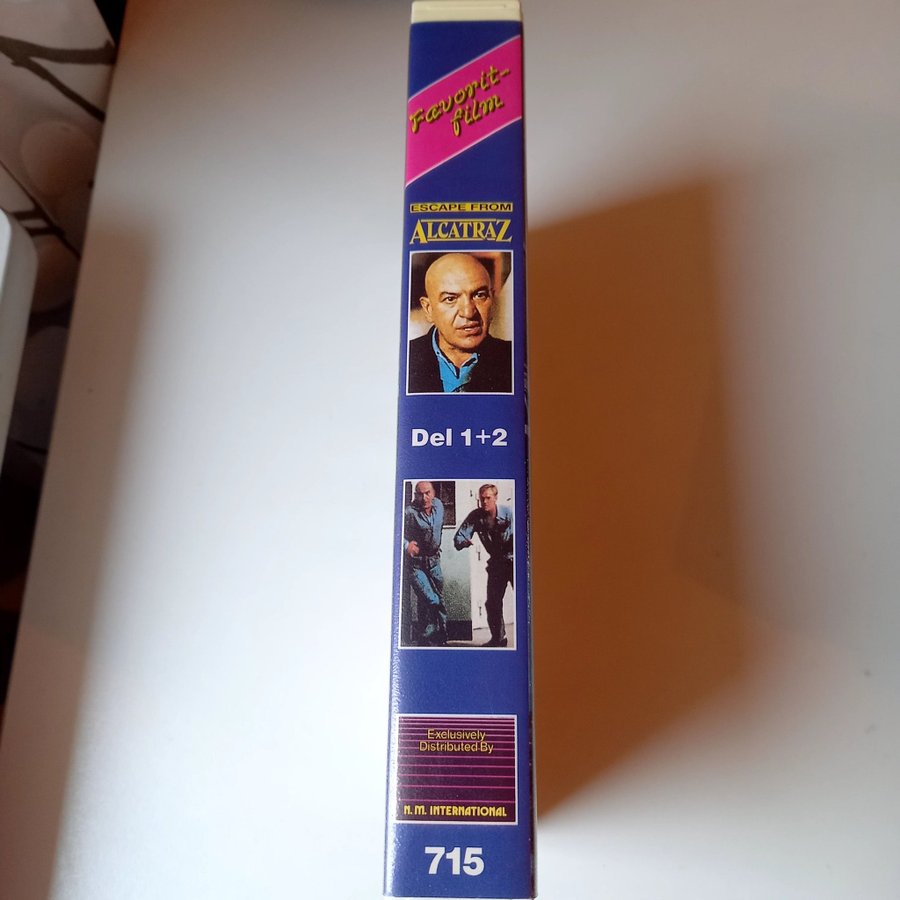 Favorit-
film
ESCAPE FROM
ALCATRAZ
Del 1+2
Exclusively
Distributed By
N. M. INTERNATIONAL
715